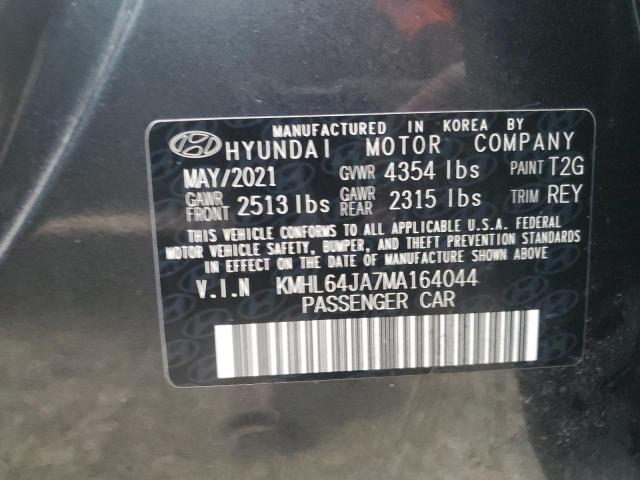 MANUFACTURED IN KOREA BY
HYUNDAI MOTOR COMPANY
MAY/2021 GVWR 4354 lbs PAINT T2G
GAWR FRONT 2513 lbs GAWR REAR 2315 lbs TRIM REY
THIS VEHICLE CONFORMS TO ALL APPLICABLE U.S.A. FEDERAL
MOTOR VEHICLE SAFETY, BUMPER, AND THEFT PREVENTION STANDARDS
IN EFFECT ON THE DATE OF MANUFACTURE SHOWN ABOVE.
V.I.N KMHL64JA7MA164044
PASSENGER CAR